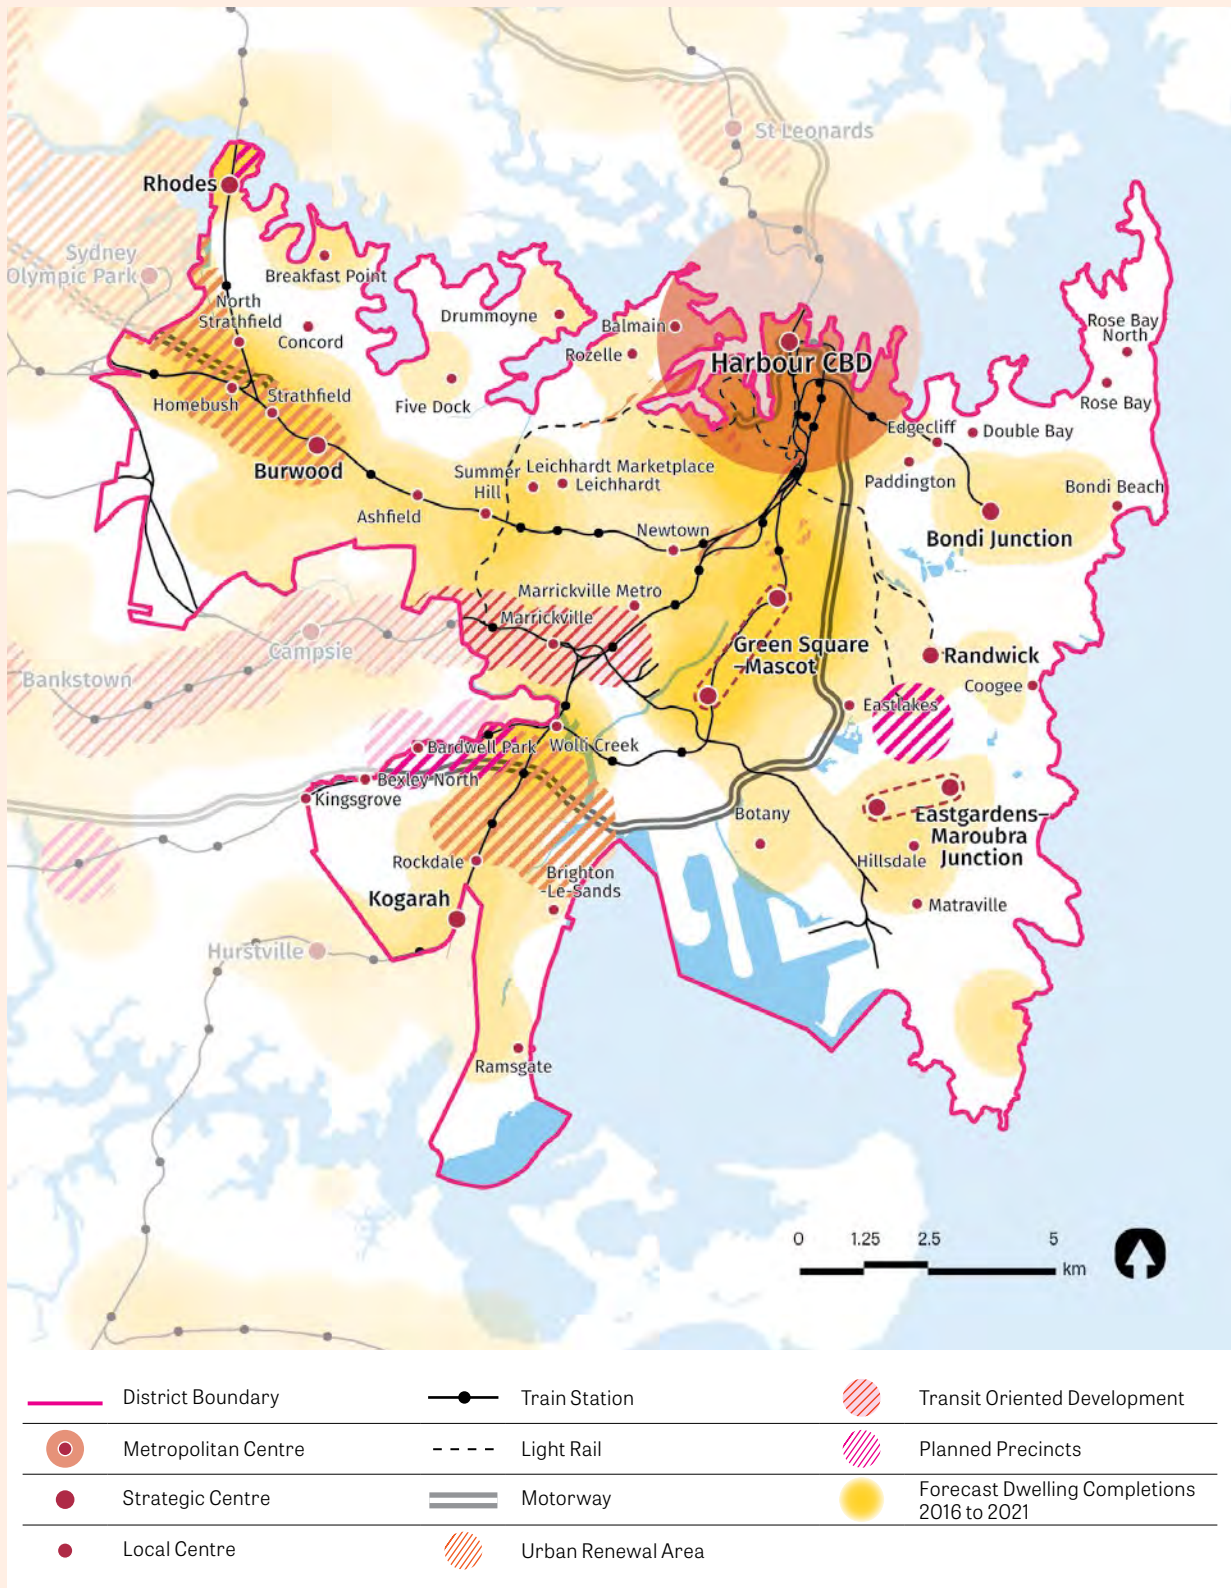 St Leonards
Rhodes
Sydney
Olympic Park
Breakfast Point
North
Strathfield
Concord
Drummoyne
Balmain
Rozelle
Harbour CBD
Rose Bay
North
Rose Bay
Homebush
Strathfield
Five Dock
Edgecliff
Double Bay
Burwood
Summer
Hill
Leichhardt Marketplace
Leichhardt
Paddington
Bondi Beach
Ashfield
Newtown
Bondi Junction
Marrickville Metro
Marrickville
Campsie
Green Square
–Mascot
Randwick
Bankstown
Coogee
Eastlakes
Bardwell Park
Wolli Creek
Bexley North
Kingsgrove
Botany
Eastgardens–
Maroubra
Junction
Hillsdale
Rockdale
Brighton
-Le-Sands
Kogarah
Matraville
Hurstville
Ramsgate
0 1.25 2.5 5
km
District Boundary
Train Station
Transit Oriented Development
Metropolitan Centre
Light Rail
Planned Precincts
Strategic Centre
Motorway
Forecast Dwelling Completions
2016 to 2021
Local Centre
Urban Renewal Area